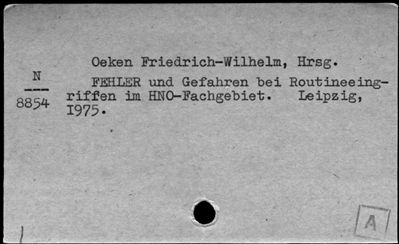 Oeken Friedrich-Wilhelm, Hrsg.
N
8854
FEHLER und Gefahren bei Routineeing-
riffen im HNO-Fachgebiet. Leipzig,
1975.
A